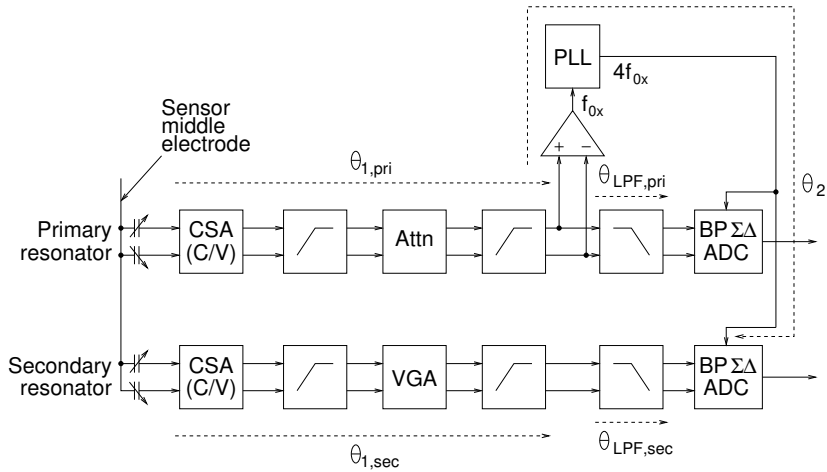 PLL
4f0x
f0x
Sensor
middle
electrode
+ −
θ1,pri
θLPF,pri
θ2
Primary
resonator
CSA
(C/V)
Attn
BP ΣΔ
ADC
Secondary
resonator
CSA
(C/V)
VGA
BP ΣΔ
ADC
θ1,sec
θLPF,sec